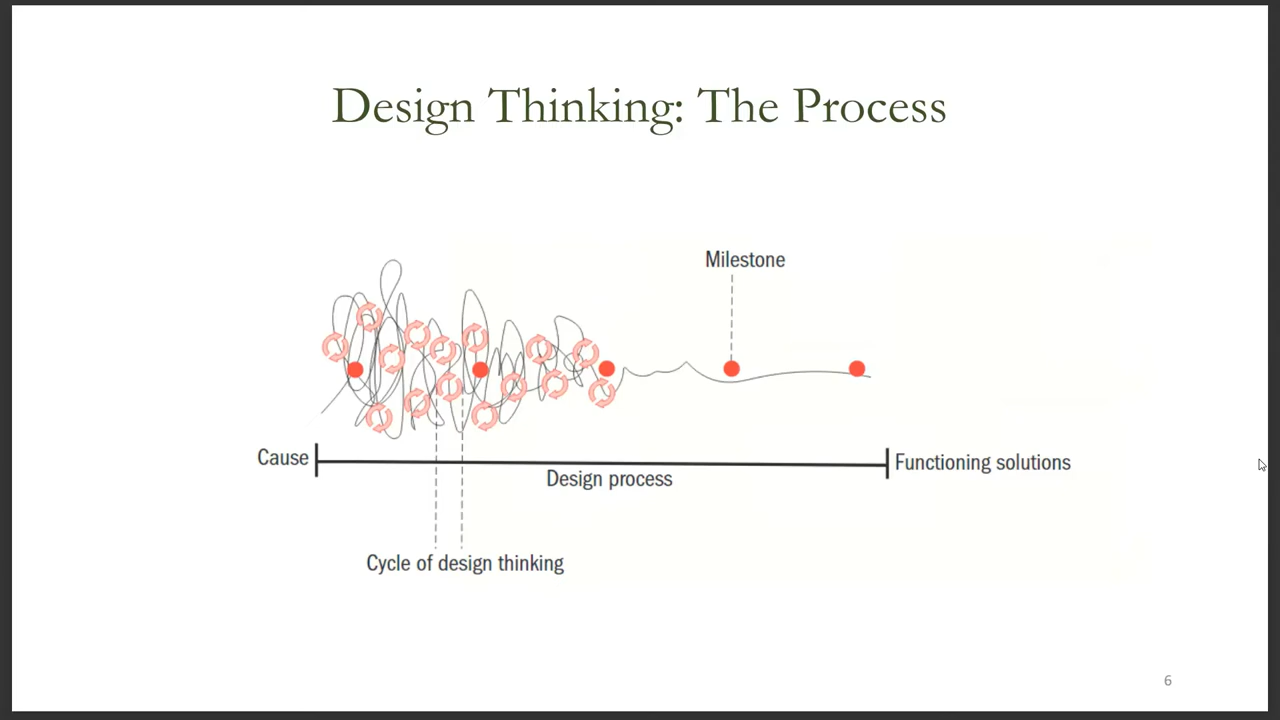 Design Thinking: The Process
Milestone
Cause
Functioning solutions
Design process
Cycle of design thinking
6